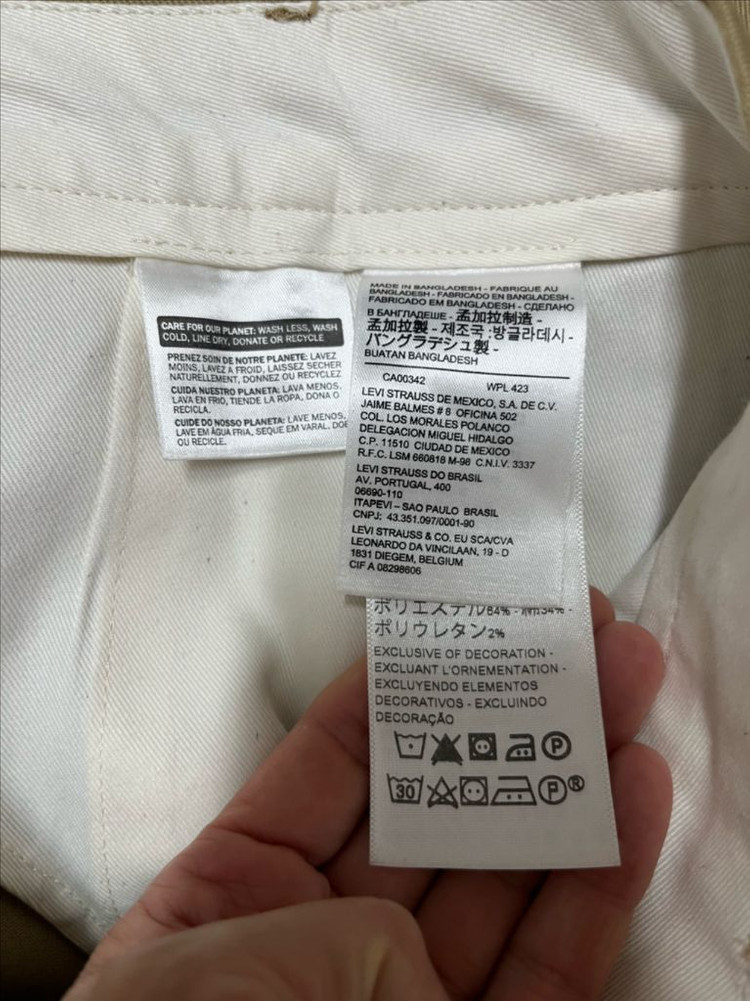 CARE FOR OUR PLANET: WASH LESS, WASH
COLD, LINE DRY, DONATE OR RECYCLE
PRENEZ SOIN DE NOTRE PLANETE: LAVEZ
MOINS, LAVEZ A FROID, LAISSEZ SECHER
NATURELLEMENT, DONNEZ OU RECYCLEZ
CUIDA NUESTRO PLANETA: LAVA MENOS,
LAVA EN FRIO, TIENDE LA ROPA, DONA O
RECICLA.
CUIDE DO NOSSO PLANETA: LAVE MENOS,
LAVE EM ÁGUA FRIA, SEQUE EM VARAL. DOE
OU RECICLE.
MADE IN BANGLADESH - FABRIQUE AU
BANGLADESH - FABRICADO EN BANGLADESH -
FABRICADO EM BANGLADESH - СДЕЛАНО
В БАНГЛАДЕШЕ - 孟加拉制造 -
孟加拉製 - 제조국 :방글라데시 -
バングラデシュ製 -
BUATAN BANGLADESH
CA00342 WPL 423
LEVI STRAUSS DE MEXICO, S.A. DE C.V.
JAIME BALMES # 8 OFICINA 502
COL. LOS MORALES POLANCO
DELEGACION MIGUEL HIDALGO
C.P. 11510 CIUDAD DE MEXICO
R.F.C. LSM 660818 M-98 C.N.I.V. 3337
LEVI STRAUSS DO BRASIL
AV. PORTUGAL, 400
06690-110
ITAPEVI – SAO PAULO BRASIL
CNPJ: 43.351.097/0001-90
LEVI STRAUSS & CO. EU SCA/CVA
LEONARDO DA VINCILAAN, 19 - D
1831 DIEGEM, BELGIUM
CIF A 08298606
ポリエステル64% - 34% -
ポリウレタン2%
EXCLUSIVE OF DECORATION -
EXCLUANT L'ORNEMENTATION -
EXCLUYENDO ELEMENTOS
DECORATIVOS - EXCLUINDO
DECORAÇÃO
P
30 P ®